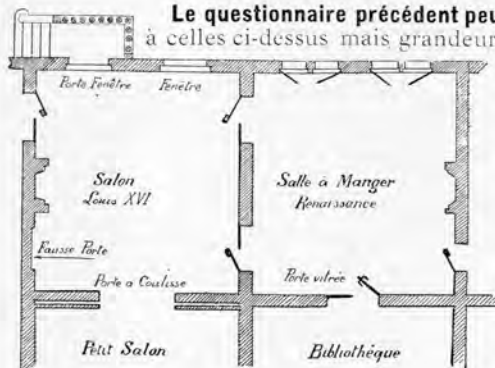 Le questionnaire précédent peu
à celles ci-dessus mais grandeur
Porte Fenêtre
Fenêtre
Salon
Louis XVI
Salle à Manger
Renaissance
Fausse Porte
Porte à Coulisse
Porte vitrée
Petit Salon
Bibliothèque